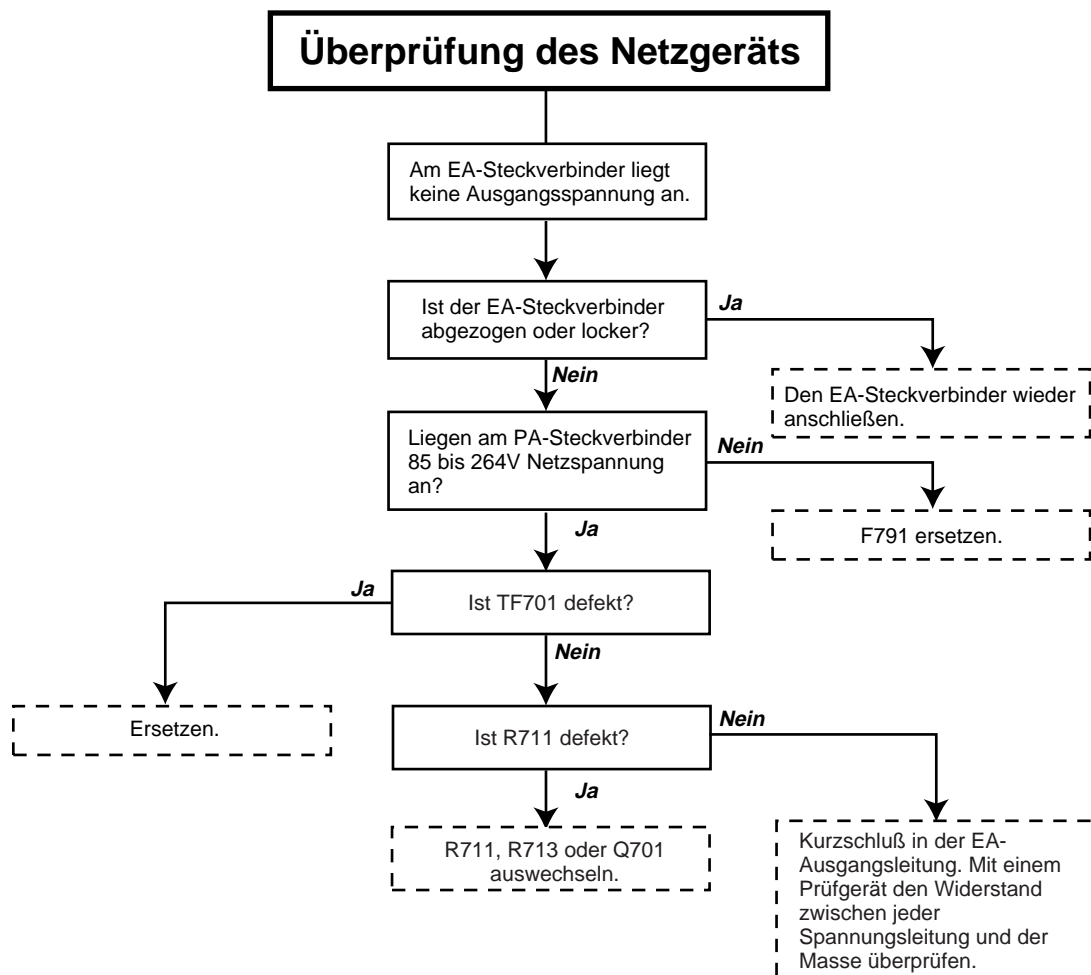 Überprüfung des Netzgeräts
Am EA-Steckverbinder liegt
keine Ausgangsspannung an.
Ist der EA-Steckverbinder
abgezogen oder locker?
Ja
Nein
Den EA-Steckverbinder wieder
anschließen.
Liegen am PA-Steckverbinder
85 bis 264V Netzspannung
an?
Nein
Ja
F791 ersetzen.
Ja
Ist TF701 defekt?
Nein
Ersetzen.
Ist R711 defekt?
Nein
Ja
R711, R713 oder Q701
auswechseln.
Kurzschluß in der EA-
Ausgangsleitung. Mit einem
Prüfgerät den Widerstand
zwischen jeder
Spannungsleitung und der
Masse überprüfen.